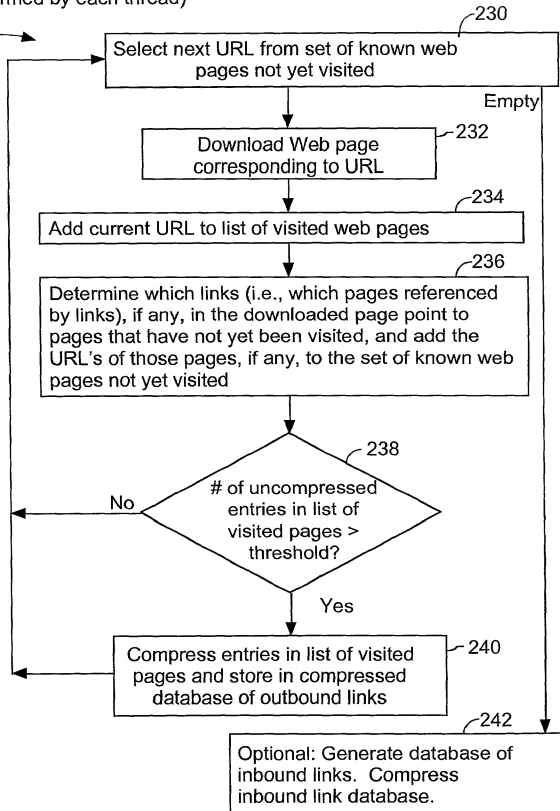 rmed by each thread)
230
Select next URL from set of known web
pages not yet visited
Empty
232
Download Web page
corresponding to URL
234
Add current URL to list of visited web pages
236
Determine which links (i.e., which pages referenced
by links), if any, in the downloaded page point to
pages that have not yet been visited, and add the
URL's of those pages, if any, to the set of known web
pages not yet visited
238
# of uncompressed
entries in list of
visited pages >
threshold?
No
Yes
240
Compress entries in list of visited
pages and store in compressed
database of outbound links
242
Optional: Generate database of
inbound links. Compress
inbound link database.